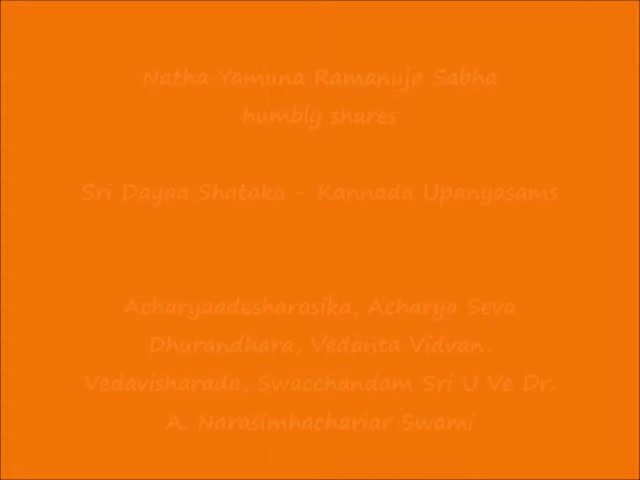 Natha Yamuna Ramanuja Sabha
humbly shares
Sri Dayaa Shataka - Kannada Upanyasams
Acharyaadesharasika, Acharya Seva
Dhurandhara, Vedanta Vidvan,
Vedavisharada, Swacchandam Sri U Ve Dr.
A. Narasimhachariar Swami